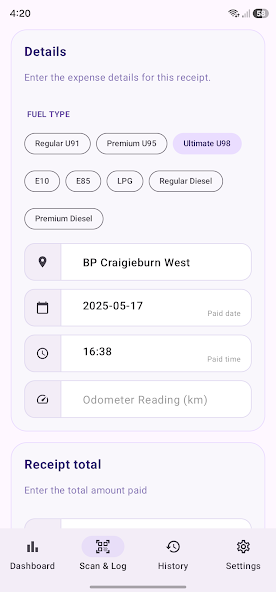 4:20
58
Details
Enter the expense details for this receipt.
FUEL TYPE
Regular U91
Premium U95
Ultimate U98
E10
E85
LPG
Regular Diesel
Premium Diesel
BP Craigieburn West
2025-05-17
Paid date
16:38
Paid time
Odometer Reading (km)
Receipt total
Enter the total amount paid
Dashboard
Scan & Log
History
Settings